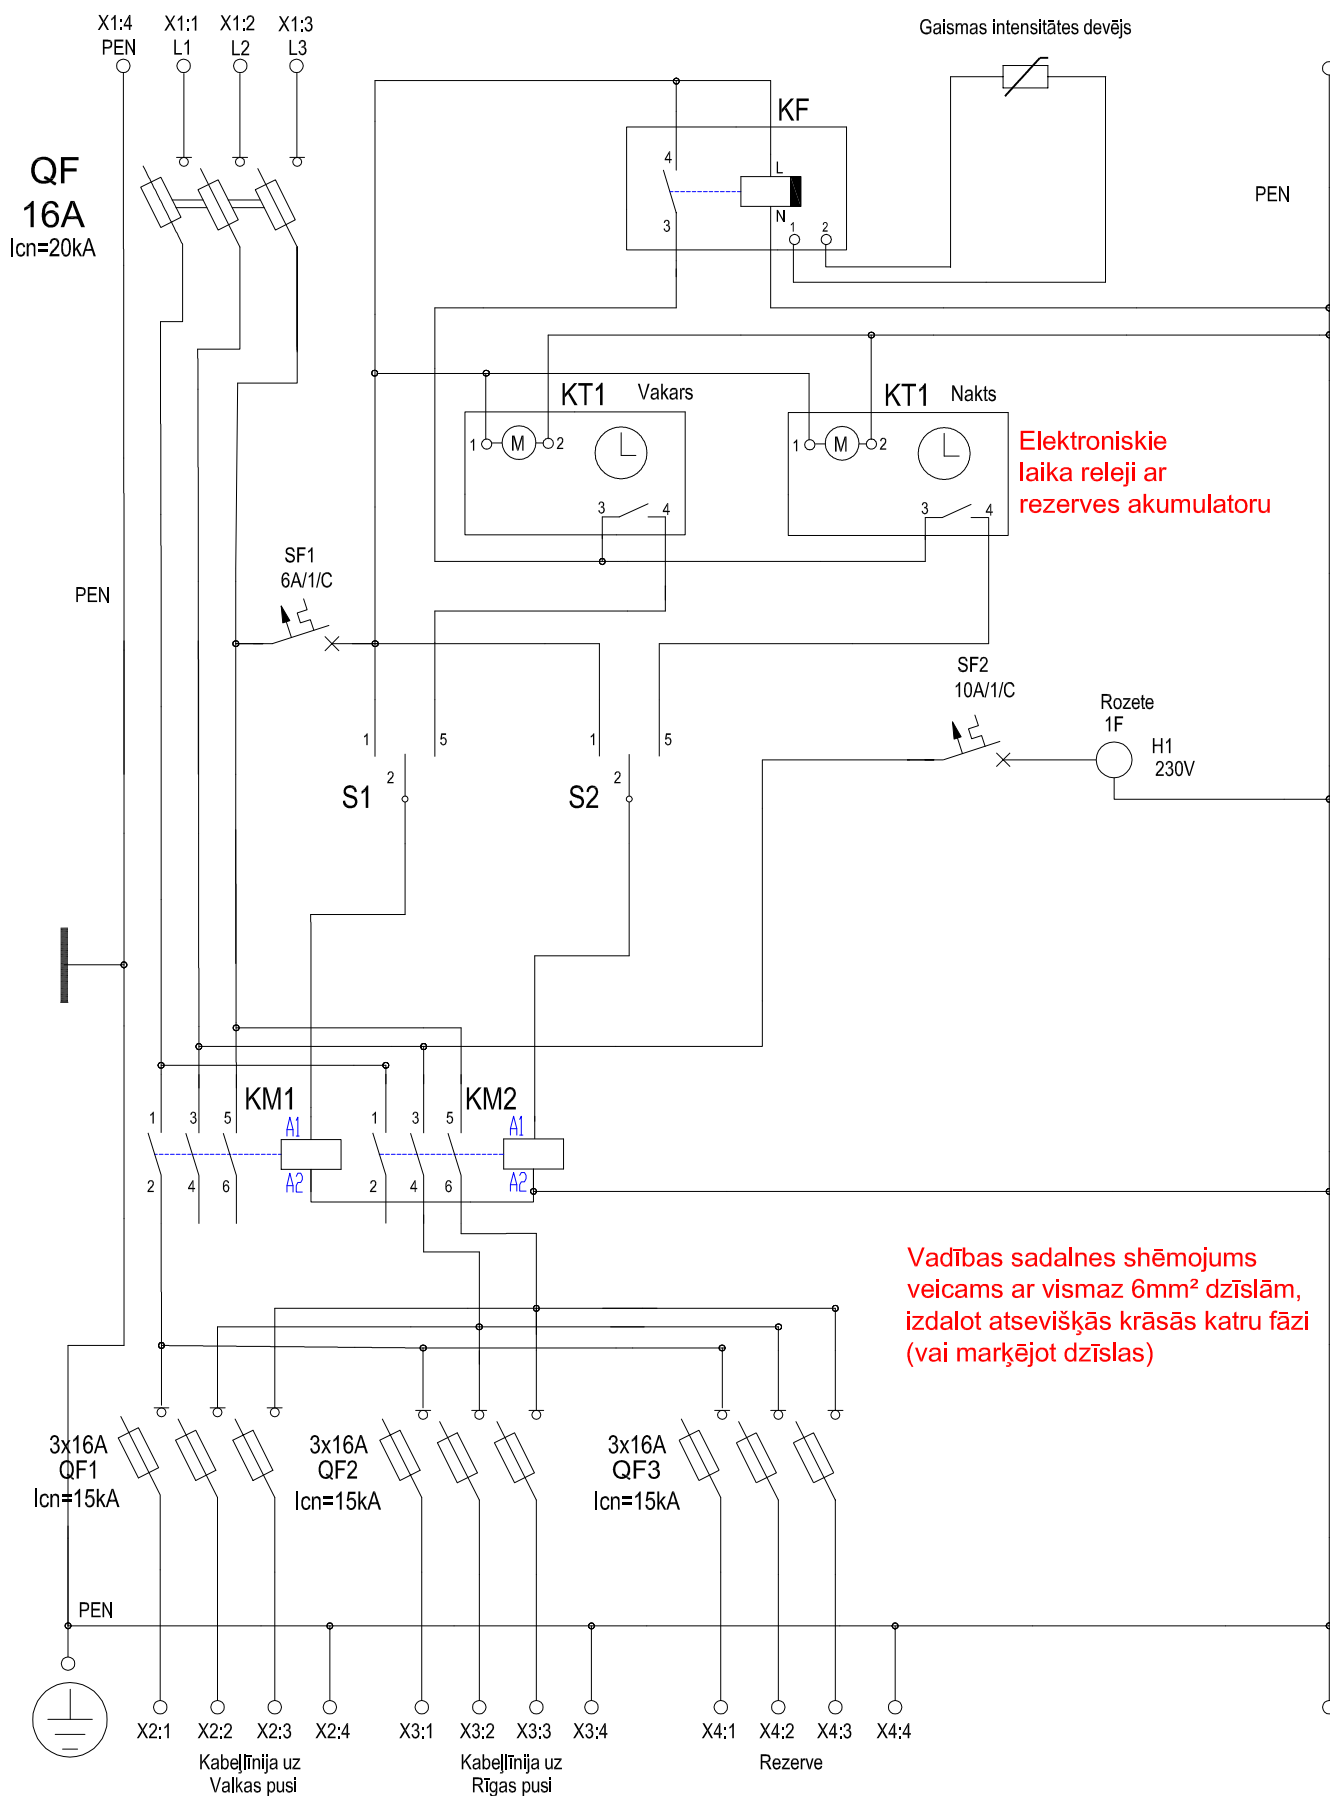 X1:4 X1:1 X1:2 X1:3
PEN L1 L2 L3
Gaismas intensitātes devējs
QF
16A
Icn=20kA
KF
4
L
3
N
1 2
PEN
KT1 Vakars
1 M 2
3 4
KT1 Nakts
1 M 2
3 4
Elektroniskie
laika releji ar
rezerves akumulatoru
SF1
6A/1/C
PEN
SF2
10A/1/C
Rozete
1F
H1
230V
1 5
2
S1
1 5
2
S2
KM1
1 3 5
A1
2 4 6
A2
KM2
1 3 5
A1
2 4 6
A2
Vadības sadalnes shēmojums
veicams ar vismaz 6mm² dzīslām,
izdalot atsevišķās krāsās katru fāzi
(vai marķējot dzīslas)
3x16A
QF1
Icn=15kA
3x16A
QF2
Icn=15kA
3x16A
QF3
Icn=15kA
PEN
X2:1 X2:2 X2:3 X2:4 X3:1 X3:2 X3:3 X3:4 X4:1 X4:2 X4:3 X4:4
Kabeļlīnija uz
Valkas pusi
Kabeļlīnija uz
Rīgas pusi
Rezerve